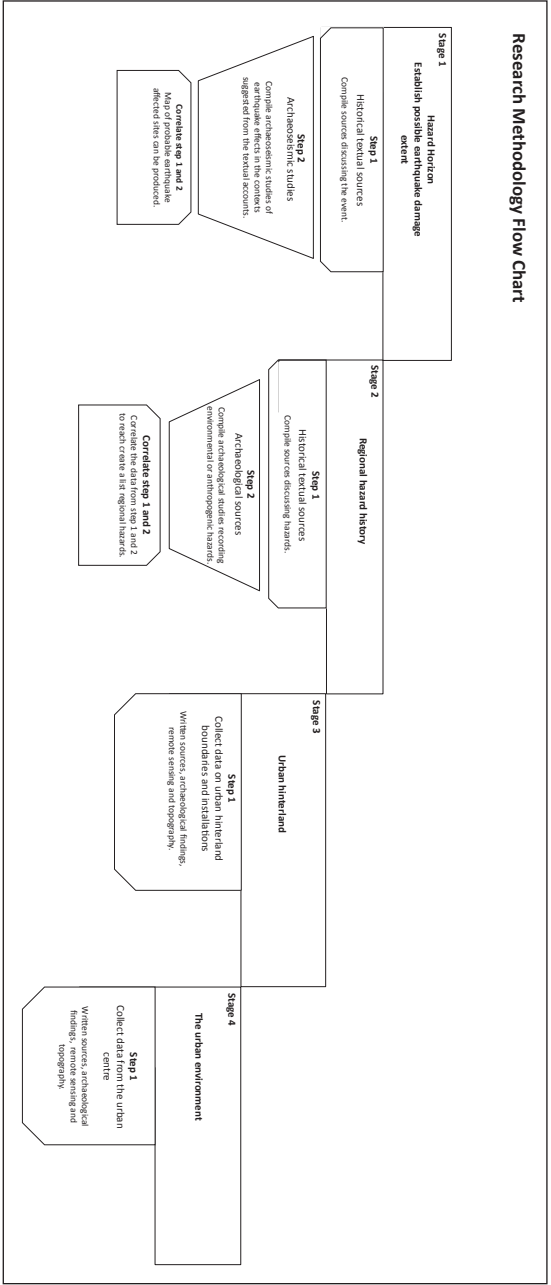 Research Methodology Flow Chart
Stage 1
Hazard Horizon
Establish possible earthquake damage
extent
Step 1
Historical textual sources
Compile sources discussing the event.
Step 2
Archaeoseismic studies
Compile archaeoseismic studies of
earthquake effects in the contexts
suggested from the textual accounts.
Correlate step 1 and 2
Map of probable earthquake
affected sites can be produced.
Stage 2
Regional hazard history
Step 1
Historical textual sources
Compile sources discussing hazards.
Step 2
Archaeological sources
Compile archaeological studies recording
environmental or anthropogenic hazards.
Correlate step 1 and 2
Correlate the data from step 1 and 2
to reach create a list regional hazards.
Stage 3
Urban hinterland
Step 1
Collect data on urban hinterland
boundaries and installations
Written sources, archaeological findings,
remote sensing and topography.
Stage 4
The urban environment
Step 1
Collect data from the urban
centre
Written sources, archaeological
findings, remote sensing and
topography.